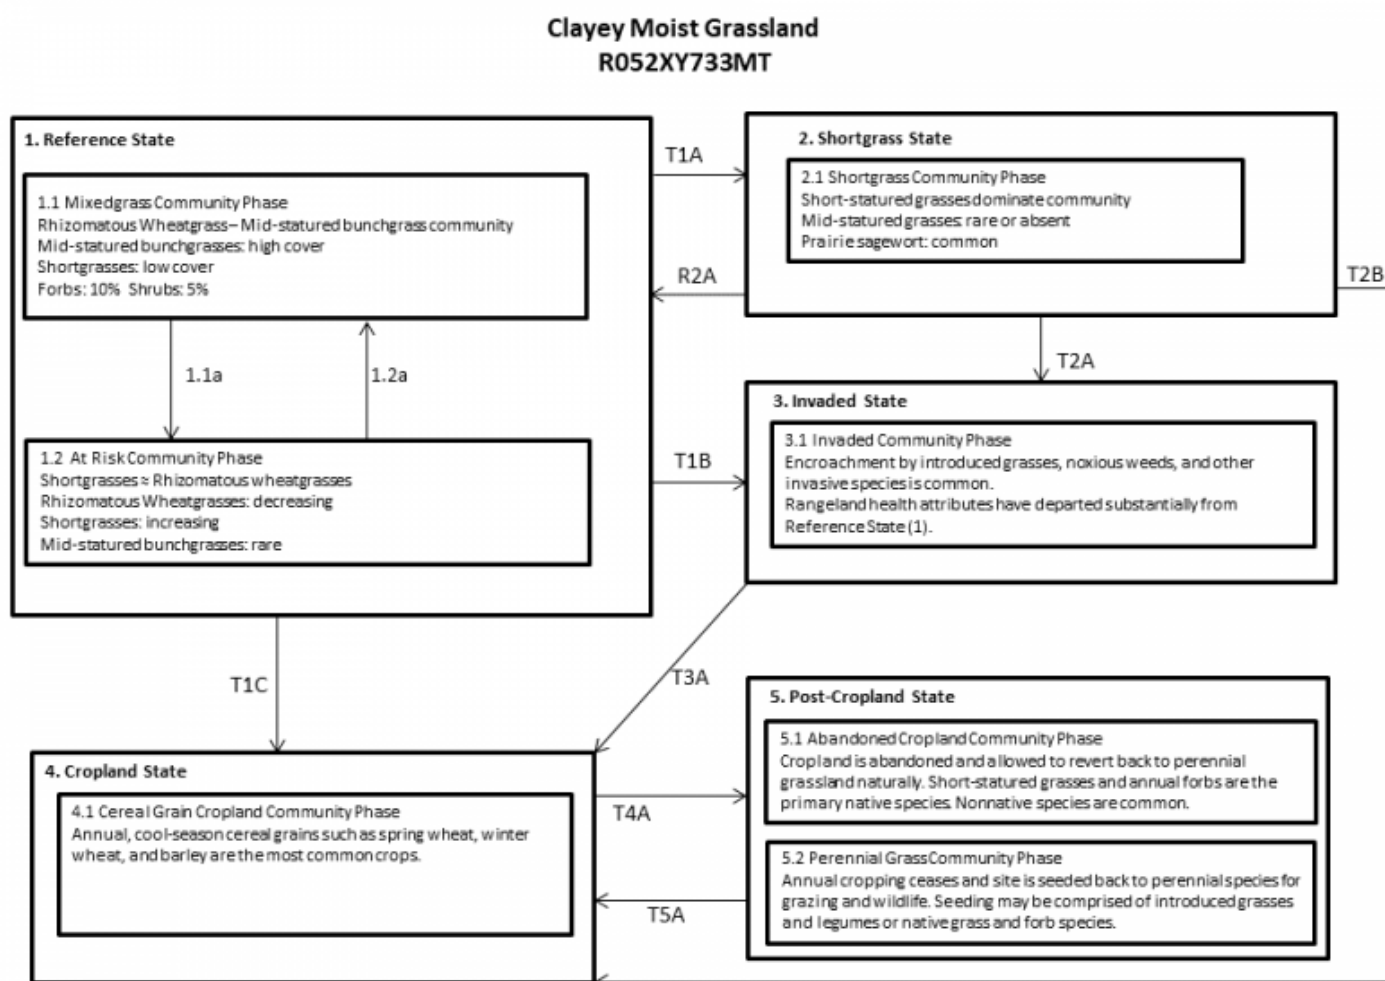 Clayey Moist Grassland
R052XY733MT
1. Reference State
1.1 Mixedgrass Community Phase
Rhizomatous Wheatgrass– Mid-statured bunchgrass community
Mid-statured bunchgrasses: high cover
Shortgrasses: low cover
Forbs: 10% Shrubs: 5%
1.1a
1.2a
1.2 At Risk Community Phase
Shortgrasses ≈ Rhizomatous wheatgrasses
Rhizomatous Wheatgrasses: decreasing
Shortgrasses: increasing
Mid-statured bunchgrasses: rare
T1A
R2A
T1B
2. Shortgrass State
2.1 Shortgrass Community Phase
Short-statured grasses dominate community
Mid-statured grasses: rare or absent
Prairie sagewort: common
T2B
T2A
3. Invaded State
3.1 Invaded Community Phase
Encroachment by introduced grasses, noxious weeds, and other
invasive species is common.
Rangeland health attributes have departed substantially from
Reference State (1).
T1C
T3A
4. Cropland State
4.1 Cereal Grain Cropland Community Phase
Annual, cool-season cereal grains such as spring wheat, winter
wheat, and barley are the most common crops.
T4A
T5A
5. Post-Cropland State
5.1 Abandoned Cropland Community Phase
Cropland is abandoned and allowed to revert back to perennial
grassland naturally. Short-statured grasses and annual forbs are the
primary native species. Nonnative species are common.
5.2 Perennial Grass Community Phase
Annual cropping ceases and site is seeded back to perennial species for
grazing and wildlife. Seeding may be comprised of introduced grasses
and legumes or native grass and forb species.